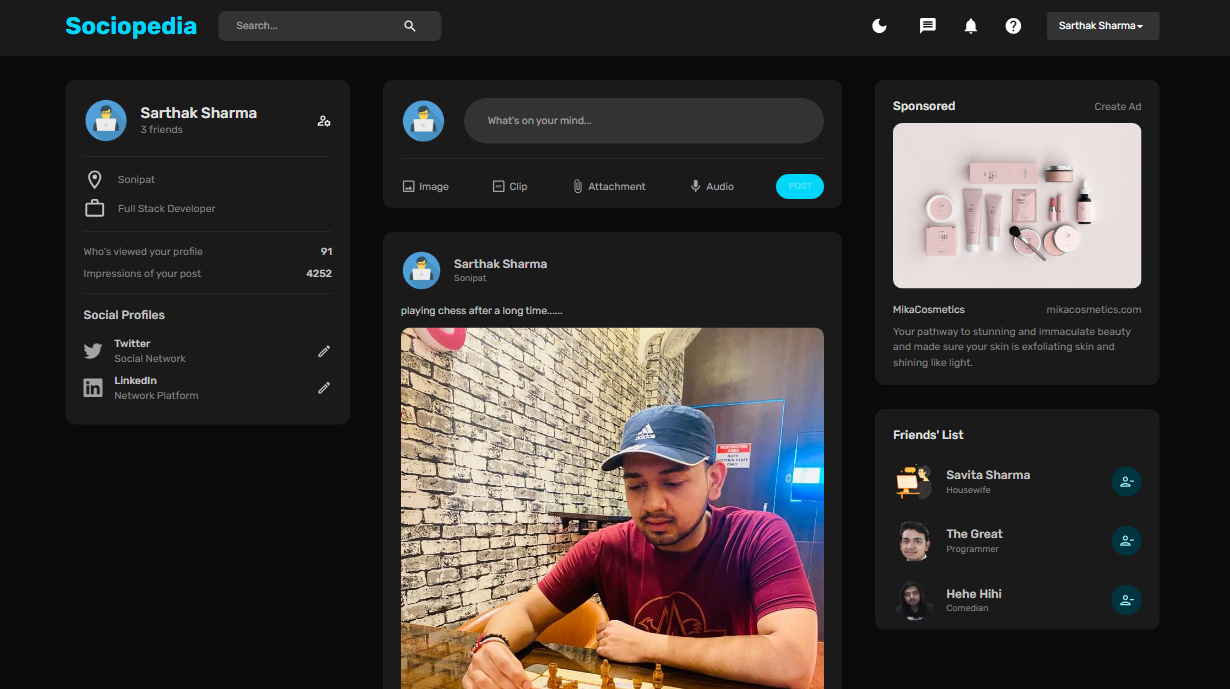 Sociopedia
Search...
Sarthak Sharma
Sarthak Sharma
3 friends
Sonipat
Full Stack Developer
Who's viewed your profile 91
Impressions of your post 4252
Social Profiles
Twitter
Social Network
LinkedIn
Network Platform
What's on your mind...
Image Clip Attachment Audio POST
Sarthak Sharma
Sonipat
playing chess after a long time......
adidas
RESTRICTED
AREA
ONLY
Sponsored Create Ad
MikaCosmetics mikacosmetics.com
Your pathway to stunning and immaculate beauty
and made sure your skin is exfoliating skin and
shining like light.
Friends' List
Savita Sharma
Housewife
The Great
Programmer
Hehe Hihi
Comedian